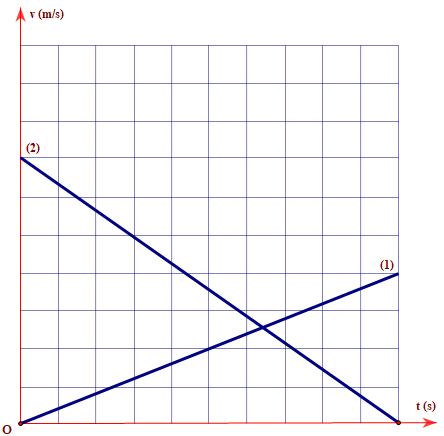 v (m/s)
(2)
(1)
t (s)
O